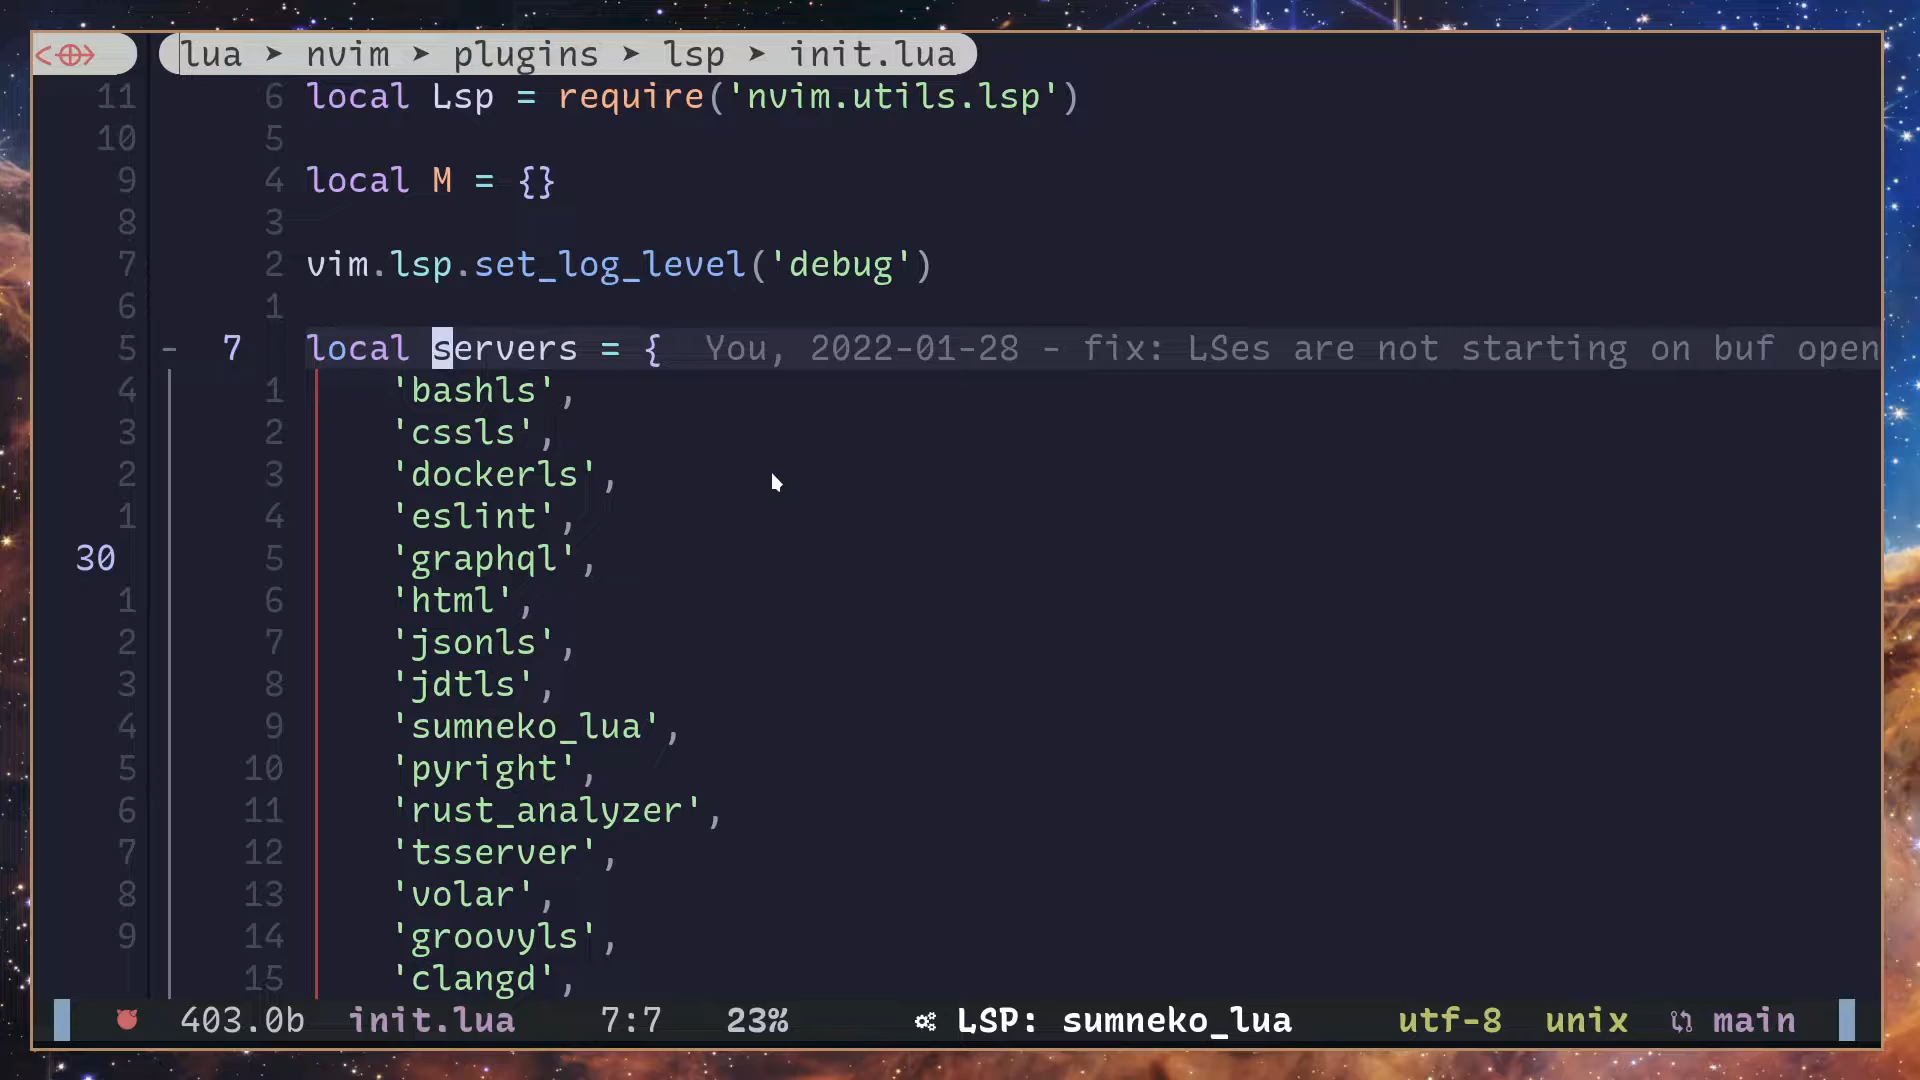 lua ➤ nvim ➤ plugins ➤ lsp ➤ init.lua
11 6 local Lsp = require('nvim.utils.lsp')
10 5
9 4 local M = {}
8 3
7 2 vim.lsp.set_log_level('debug')
6 1
5 - 7 local servers = { You, 2022-01-28 - fix: LSes are not starting on buf open
4 1 'bashls',
3 2 'cssls',
2 3 'dockerls',
1 4 'eslint',
30 5 'graphql',
1 6 'html',
2 7 'jsonls',
3 8 'jdtls',
4 9 'sumneko_lua',
5 10 'pyright',
6 11 'rust_analyzer',
7 12 'tsserver',
8 13 'volar',
9 14 'groovyls',
15 'clangd',
403.0b init.lua 7:7 23% LSP: sumneko_lua utf-8 unix main